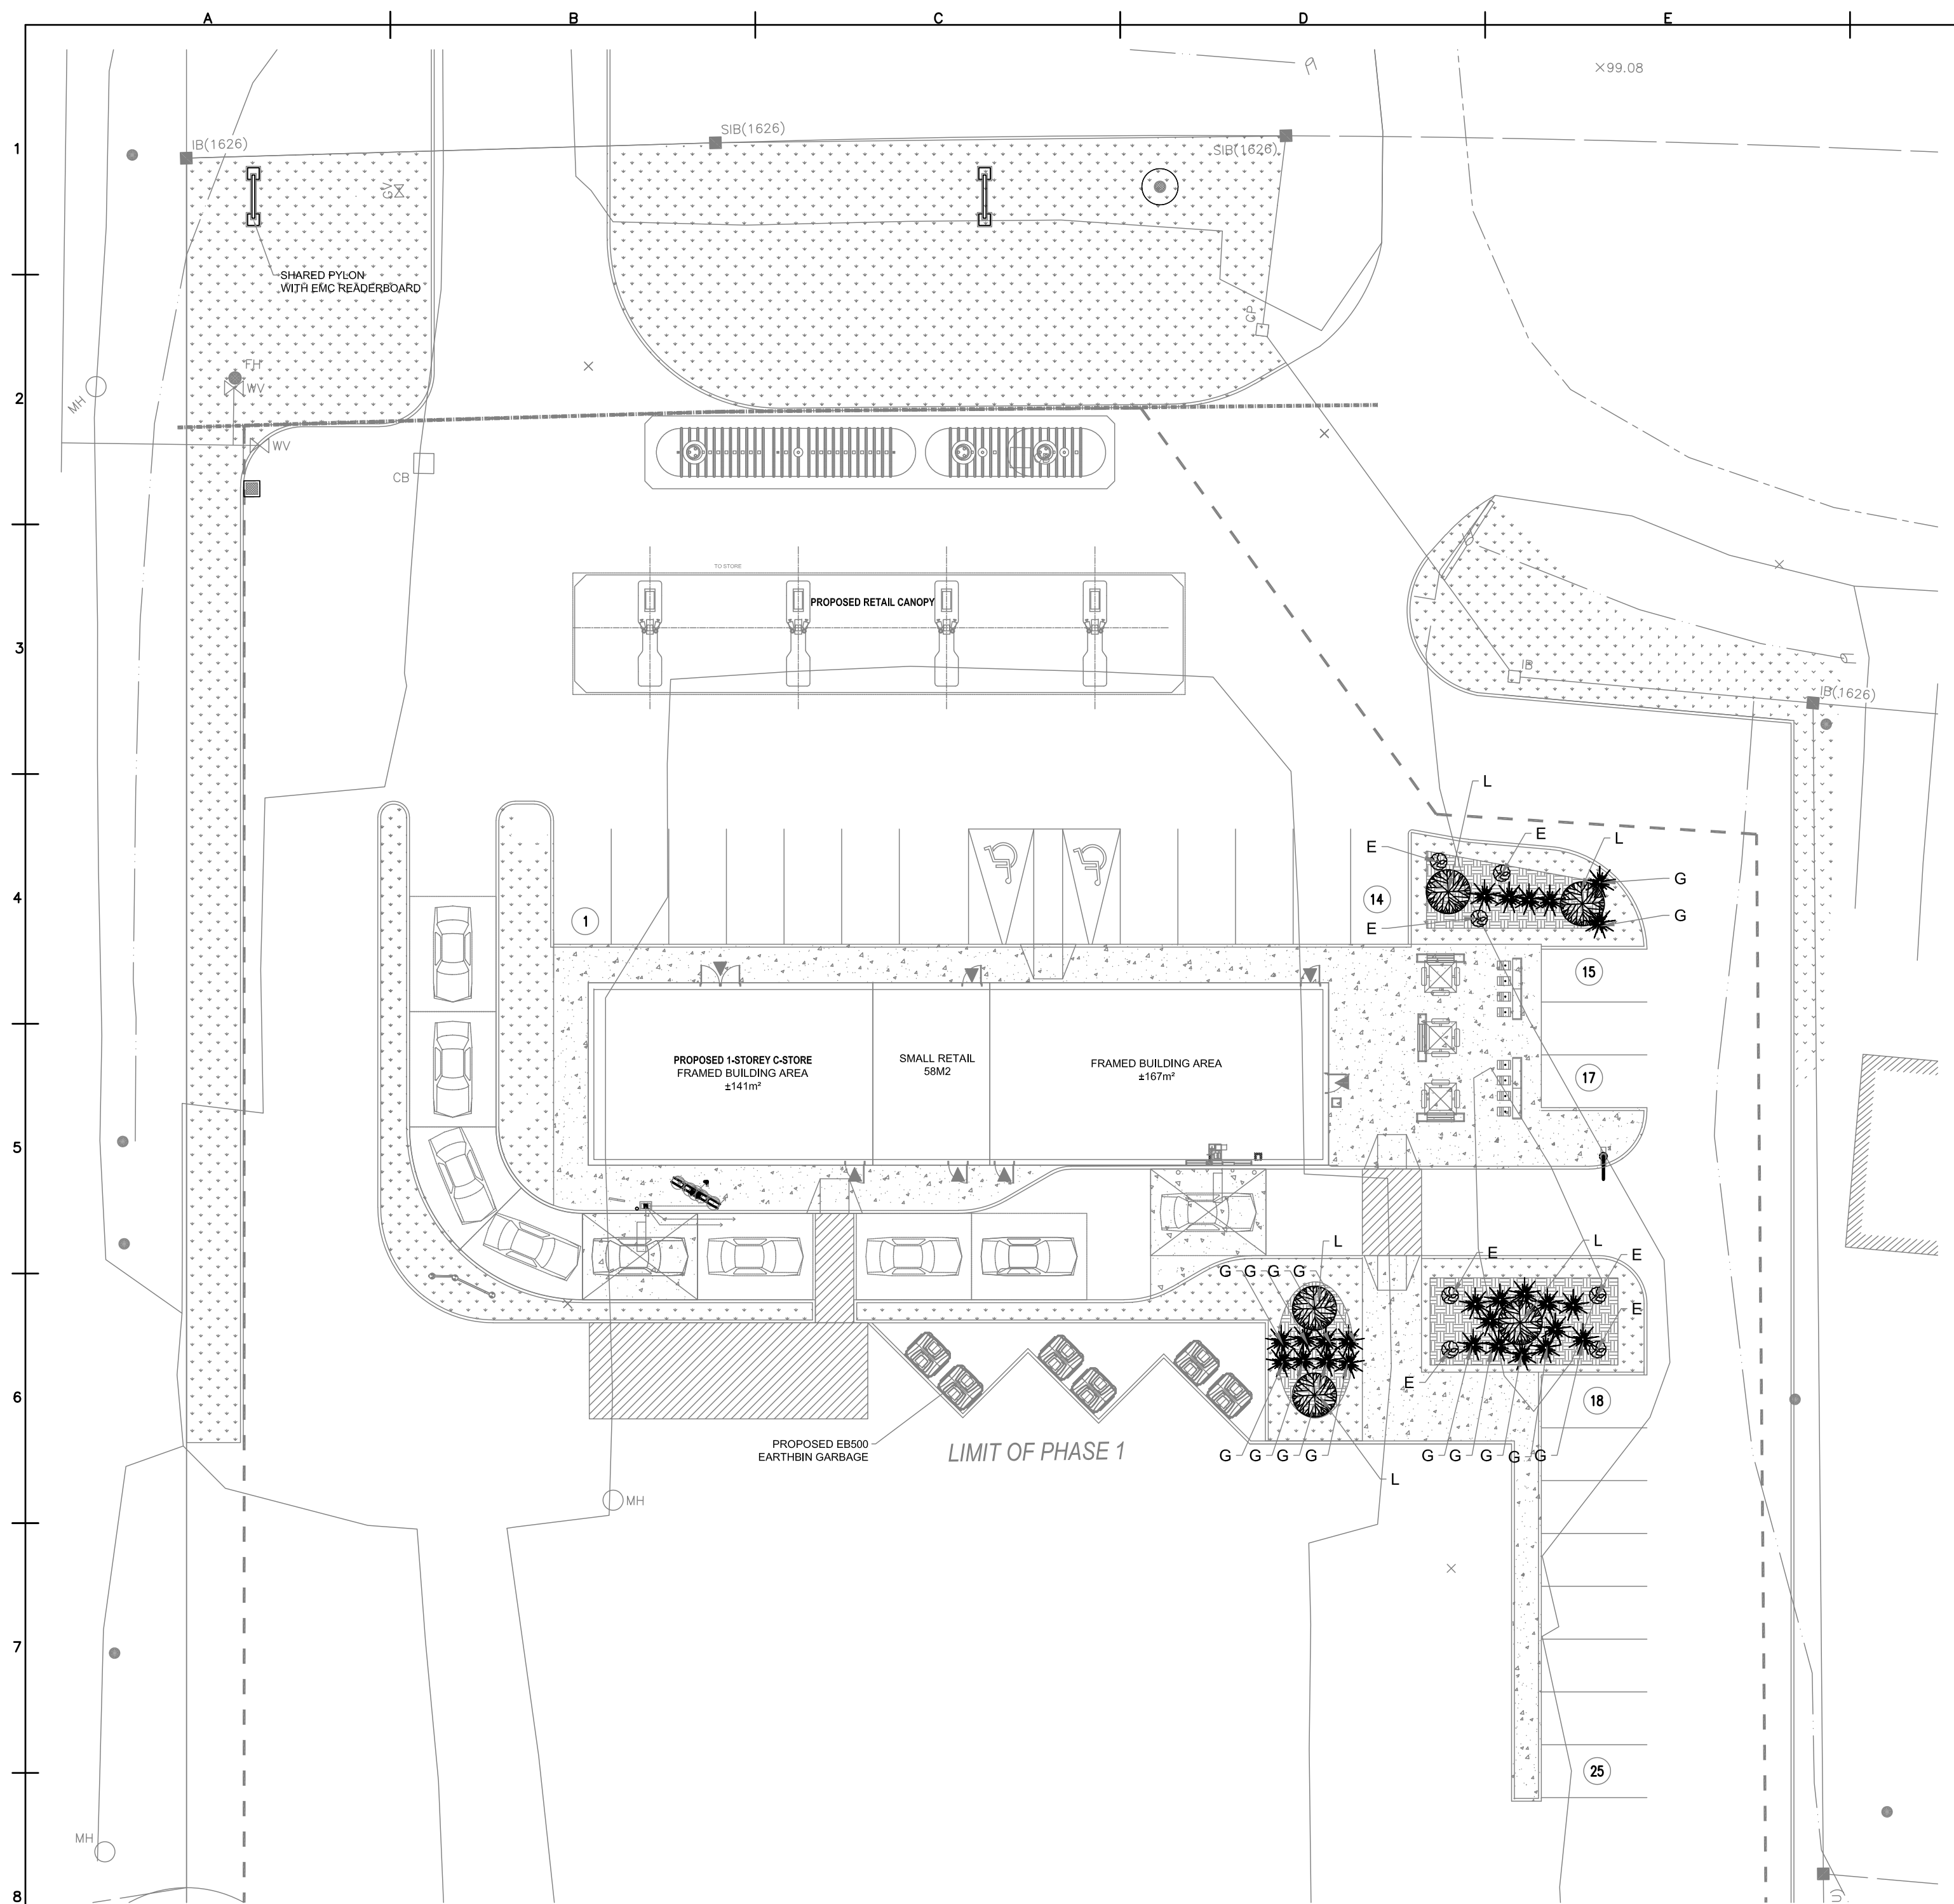 A B C D E
×99.08
SIB(1626)
IB(1626)
SIB(1626)
1
GV
SHARED PYLON
WITH EMC READERBOARD
GP
FH
WV
MH
2
WV
CB
TO STORE
PROPOSED RETAIL CANOPY
3
IB
IB(1626)
L
E
E
L
14
G
4
1
G
E
15
PROPOSED 1-STOREY C-STORE
FRAMED BUILDING AREA
±141m²
SMALL RETAIL
58M2
FRAMED BUILDING AREA
±167m²
17
5
L
L
E
E
G G G G
E
E
6
18
PROPOSED EB500
EARTHBIN GARBAGE
LIMIT OF PHASE 1
G G G G
G G G G G
L
MH
7
25
MH
8